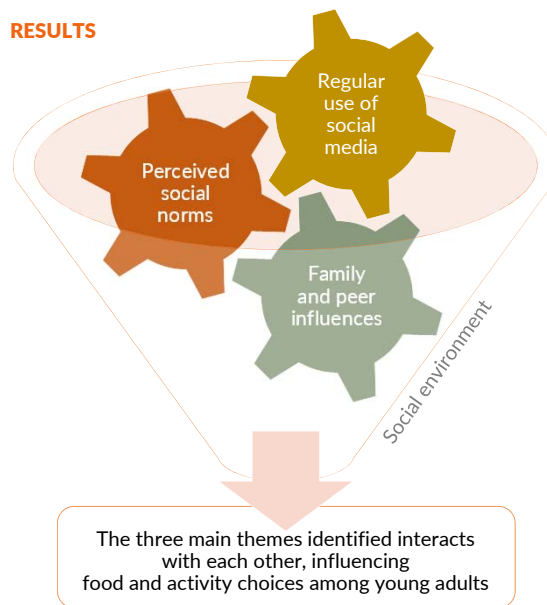 RESULTS
Regular
use of
social
media
Perceived
social
norms
Family
and peer
influences
Social environment
The three main themes identified interacts
with each other, influencing
food and activity choices among young adults